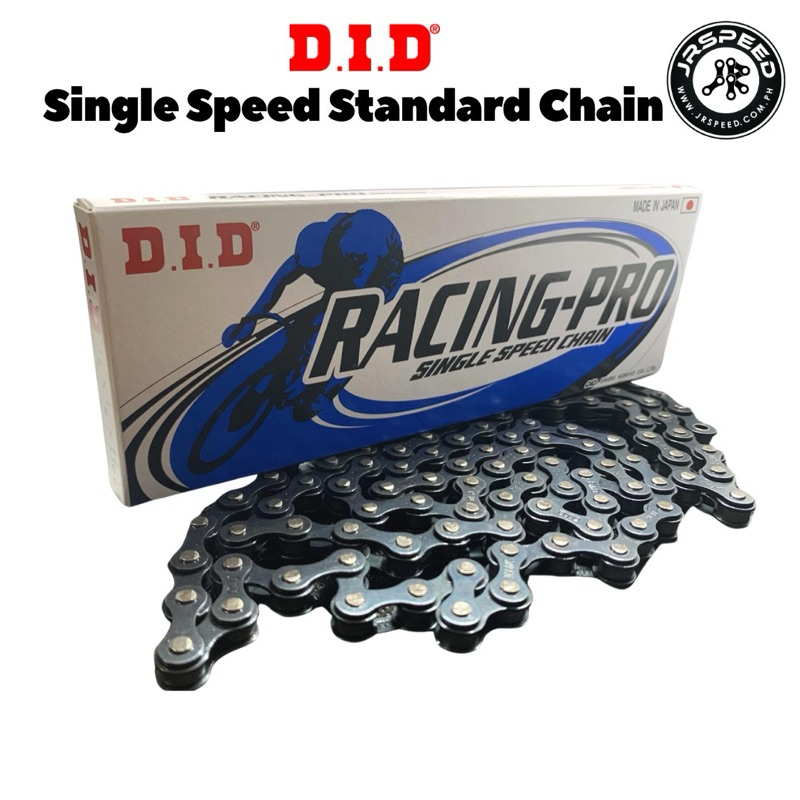 D.I.D®
Single Speed Standard Chain
JRSPEED
WWW.JRSPEED.COM.PH
D.I.D RACING-PRO
MADE IN JAPAN
D.I.D®
RACING-PRO
SINGLE SPEED CHAIN
D.I.D